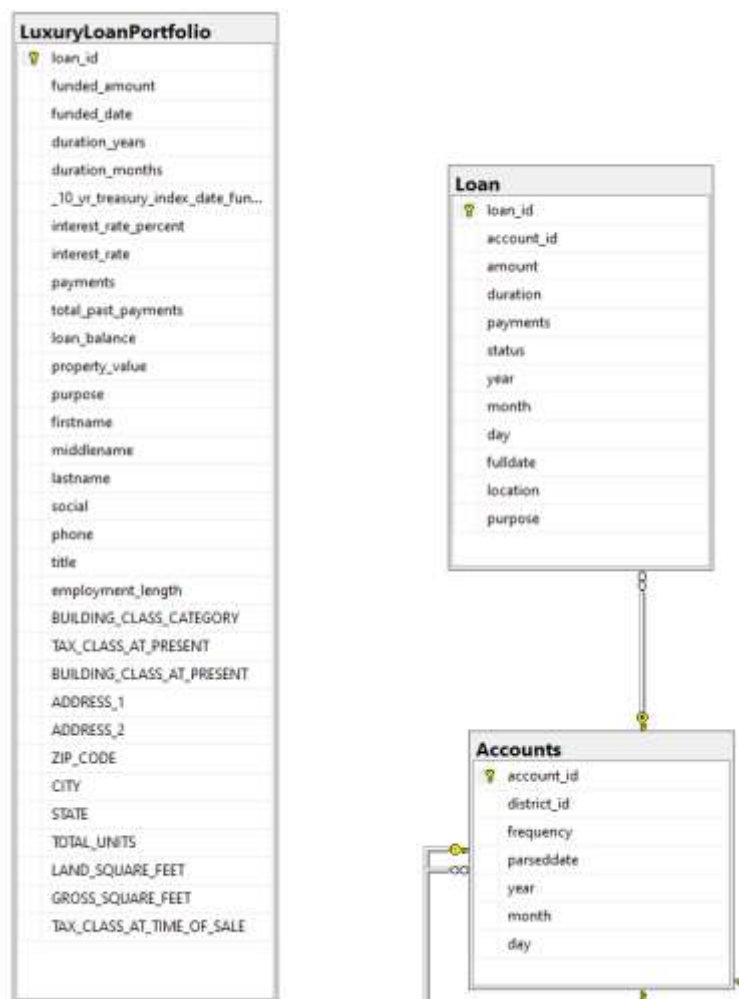 LuxuryLoanPortfolio
loan_id
funded_amount
funded_date
duration_years
duration_months
_10_yr_treasury_index_date_fun...
interest_rate_percent
interest_rate
payments
total_past_payments
loan_balance
property_value
purpose
firstname
middlename
lastname
social
phone
title
employment_length
BUILDING_CLASS_CATEGORY
TAX_CLASS_AT_PRESENT
BUILDING_CLASS_AT_PRESENT
ADDRESS_1
ADDRESS_2
ZIP_CODE
CITY
STATE
TOTAL_UNITS
LAND_SQUARE_FEET
GROSS_SQUARE_FEET
TAX_CLASS_AT_TIME_OF_SALE
Loan
loan_id
account_id
amount
duration
payments
status
year
month
day
fulldate
location
purpose
Accounts
account_id
district_id
frequency
parseddate
year
month
day